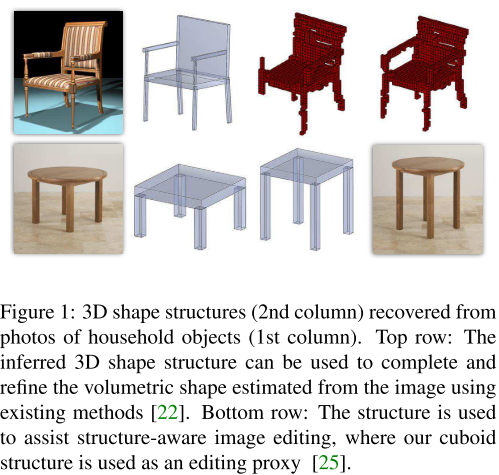 Figure 1: 3D shape structures (2nd column) recovered from
photos of household objects (1st column). Top row: The
inferred 3D shape structure can be used to complete and
refine the volumetric shape estimated from the image using
existing methods [22]. Bottom row: The structure is used
to assist structure-aware image editing, where our cuboid
structure is used as an editing proxy [25].